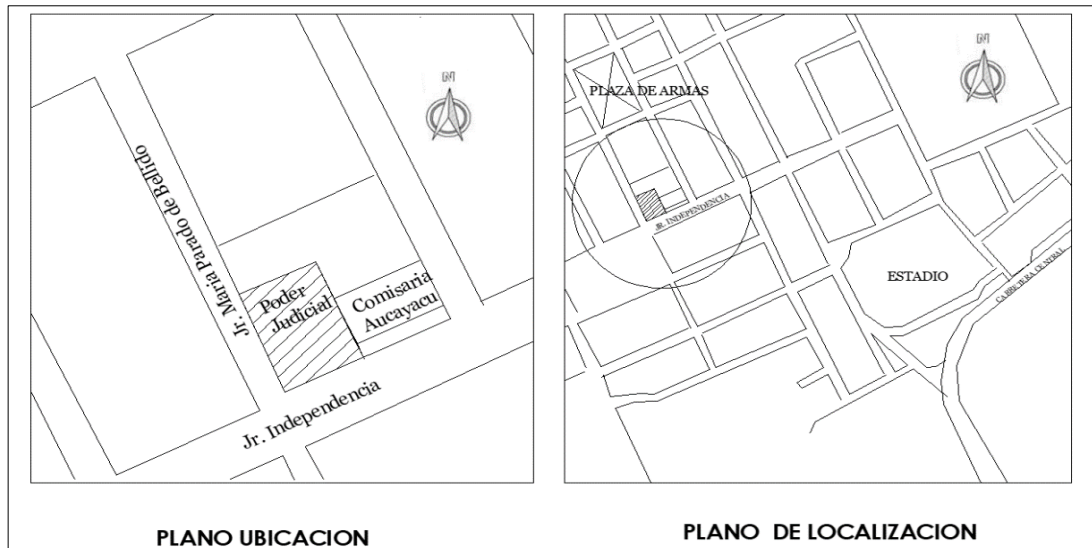 N
Jr. Maria Parado de Bellido
Poder
Judicial
Comisaria
Aucayacu
Jr. Independencia
PLANO UBICACION
N
PLAZA DE ARMAS
JR. INDEPENDENCIA
ESTADIO
CARRETERA CENTRAL
PLANO DE LOCALIZACION